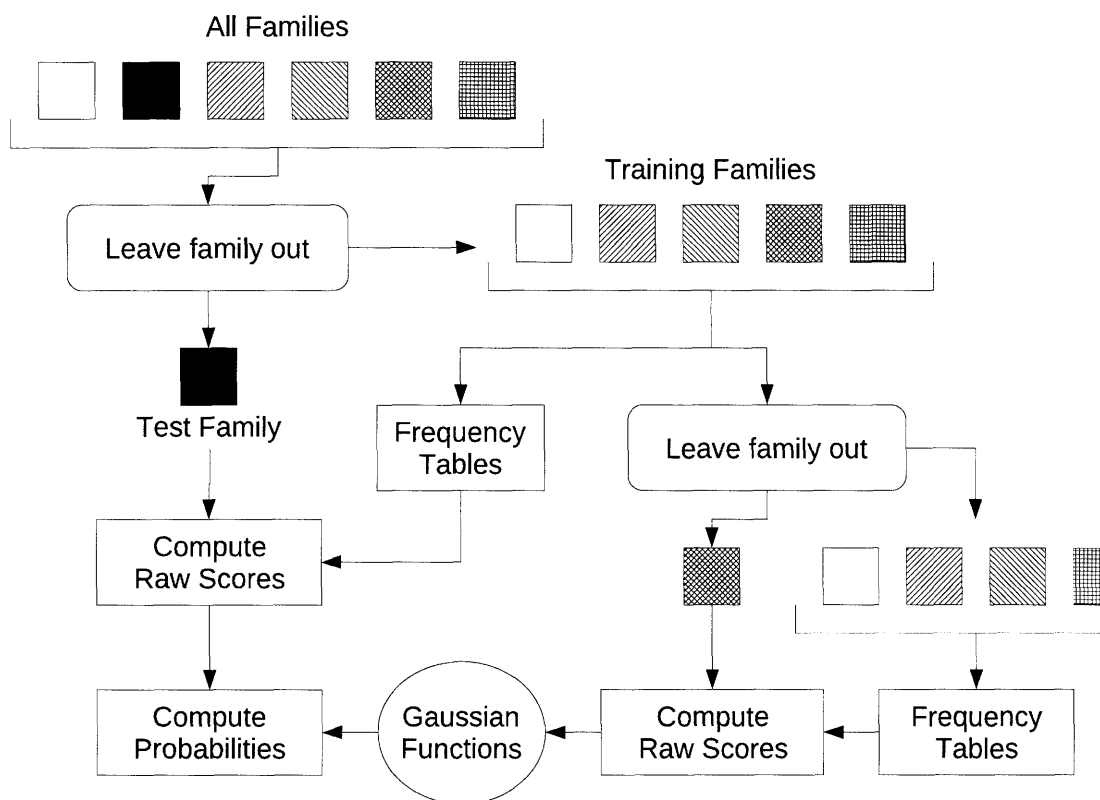 All Families
Training Families
Leave family out
Test Family
Frequency
Tables
Leave family out
Compute
Raw Scores
Compute
Probabilities
Gaussian
Functions
Compute
Raw Scores
Frequency
Tables